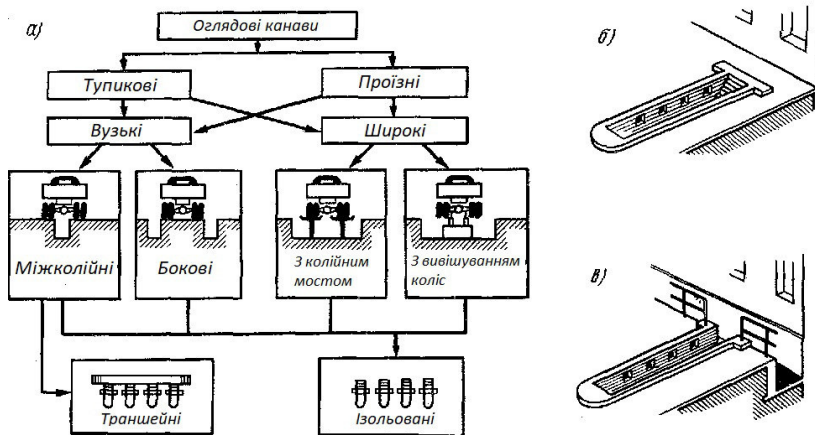 а)
Оглядові канави
Тупикові
Проїзні
Вузькі
Широкі
Міжколійні
Бокові
З колійним
мостом
З вивішуванням
коліс
Траншейні
Ізольовані
б)
в)